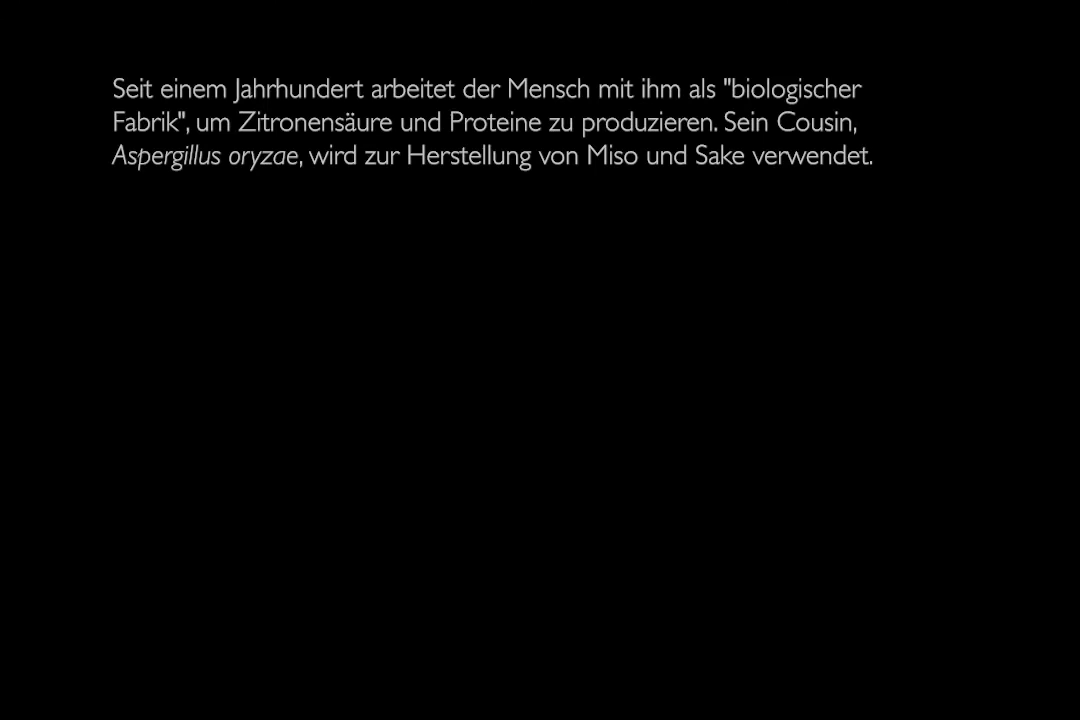 Seit einem Jahrhundert arbeitet der Mensch mit ihm als "biologischer
Fabrik", um Zitronensäure und Proteine zu produzieren. Sein Cousin,
Aspergillus oryzae, wird zur Herstellung von Miso und Sake verwendet.